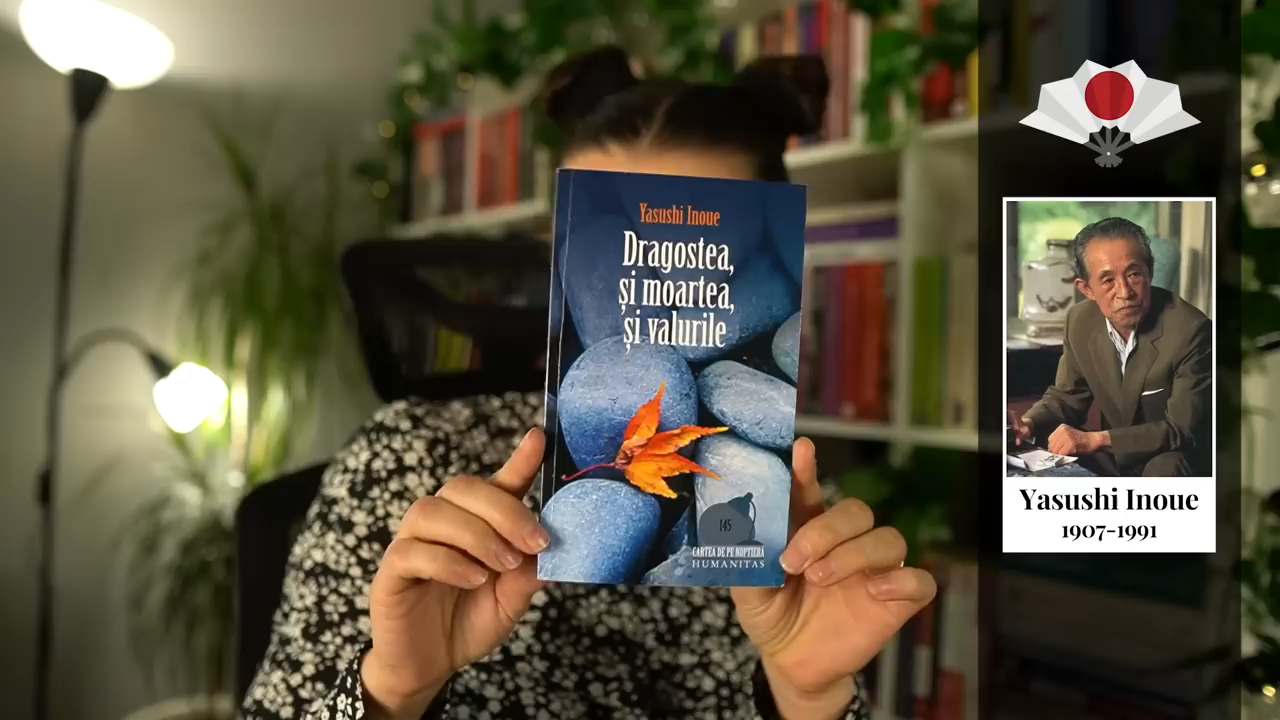 Yasushi Inoue
Dragostea,
și moartea,
și valurile
145
CARTEA DE PE NOPTIERĂ
HUMANITAS
Yasushi Inoue
1907-1991